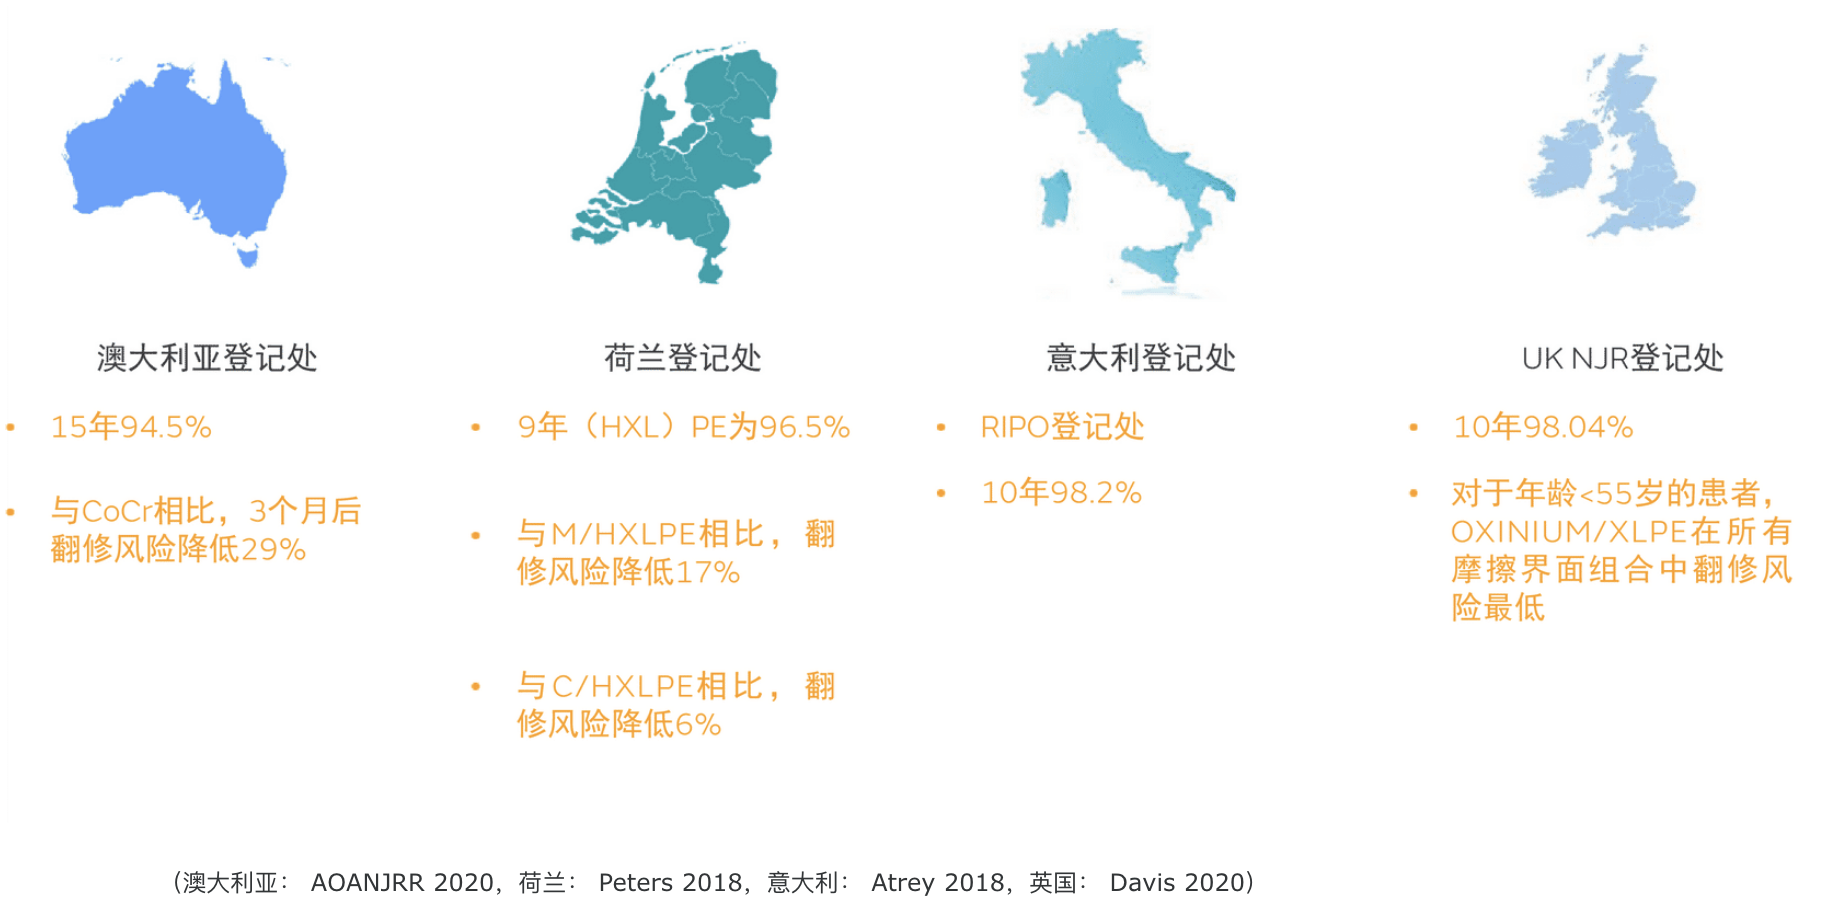 澳大利亚登记处
• 15年94.5%
• 与CoCr相比，3个月后
翻修风险降低29%
荷兰登记处
• 9年（HXL）PE为96.5%
• 与M/HXLPE相比，翻
修风险降低17%
• 与C/HXLPE相比，翻
修风险降低6%
意大利登记处
• RIPO登记处
• 10年98.2%
UK NJR登记处
• 10年98.04%
• 对于年龄<55岁的患者，
OXINIUM/XLPE在所有
摩擦界面组合中翻修风
险最低
（澳大利亚： AOANJRR 2020，荷兰： Peters 2018，意大利： Atrey 2018，英国： Davis 2020）